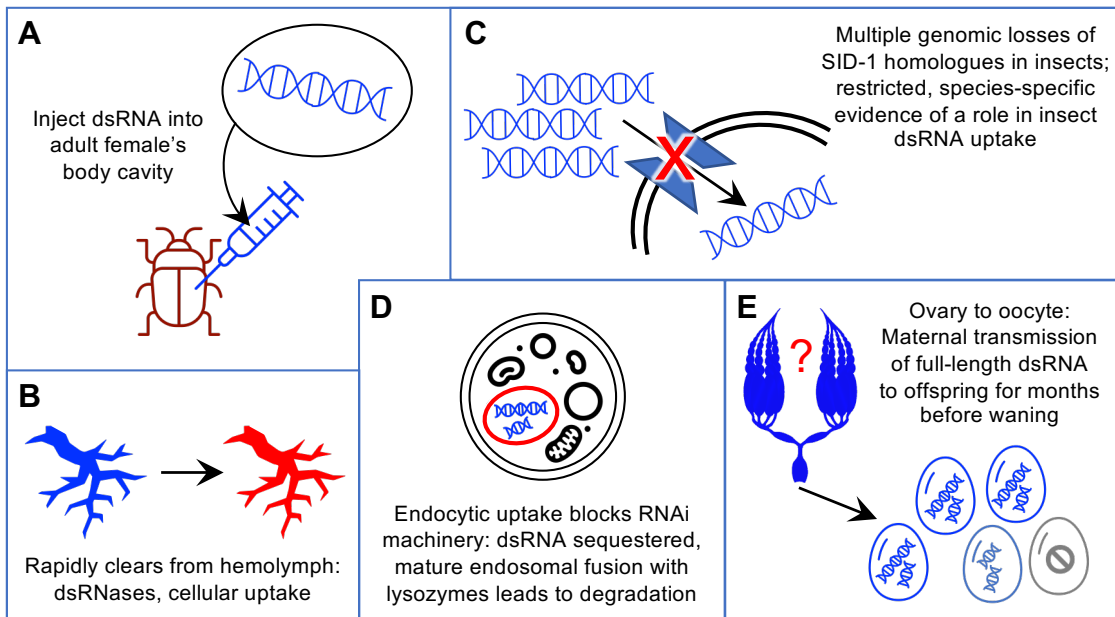 A
Inject dsRNA into
adult female's
body cavity
B
Rapidly clears from hemolymph:
dsRNases, cellular uptake
C
Multiple genomic losses of
SID-1 homologues in insects;
restricted, species-specific
evidence of a role in insect
dsRNA uptake
X
D
Endocytic uptake blocks RNAi
machinery: dsRNA sequestered,
mature endosomal fusion with
lysozymes leads to degradation
E
?
Ovary to oocyte:
Maternal transmission
of full-length dsRNA
to offspring for months
before waning